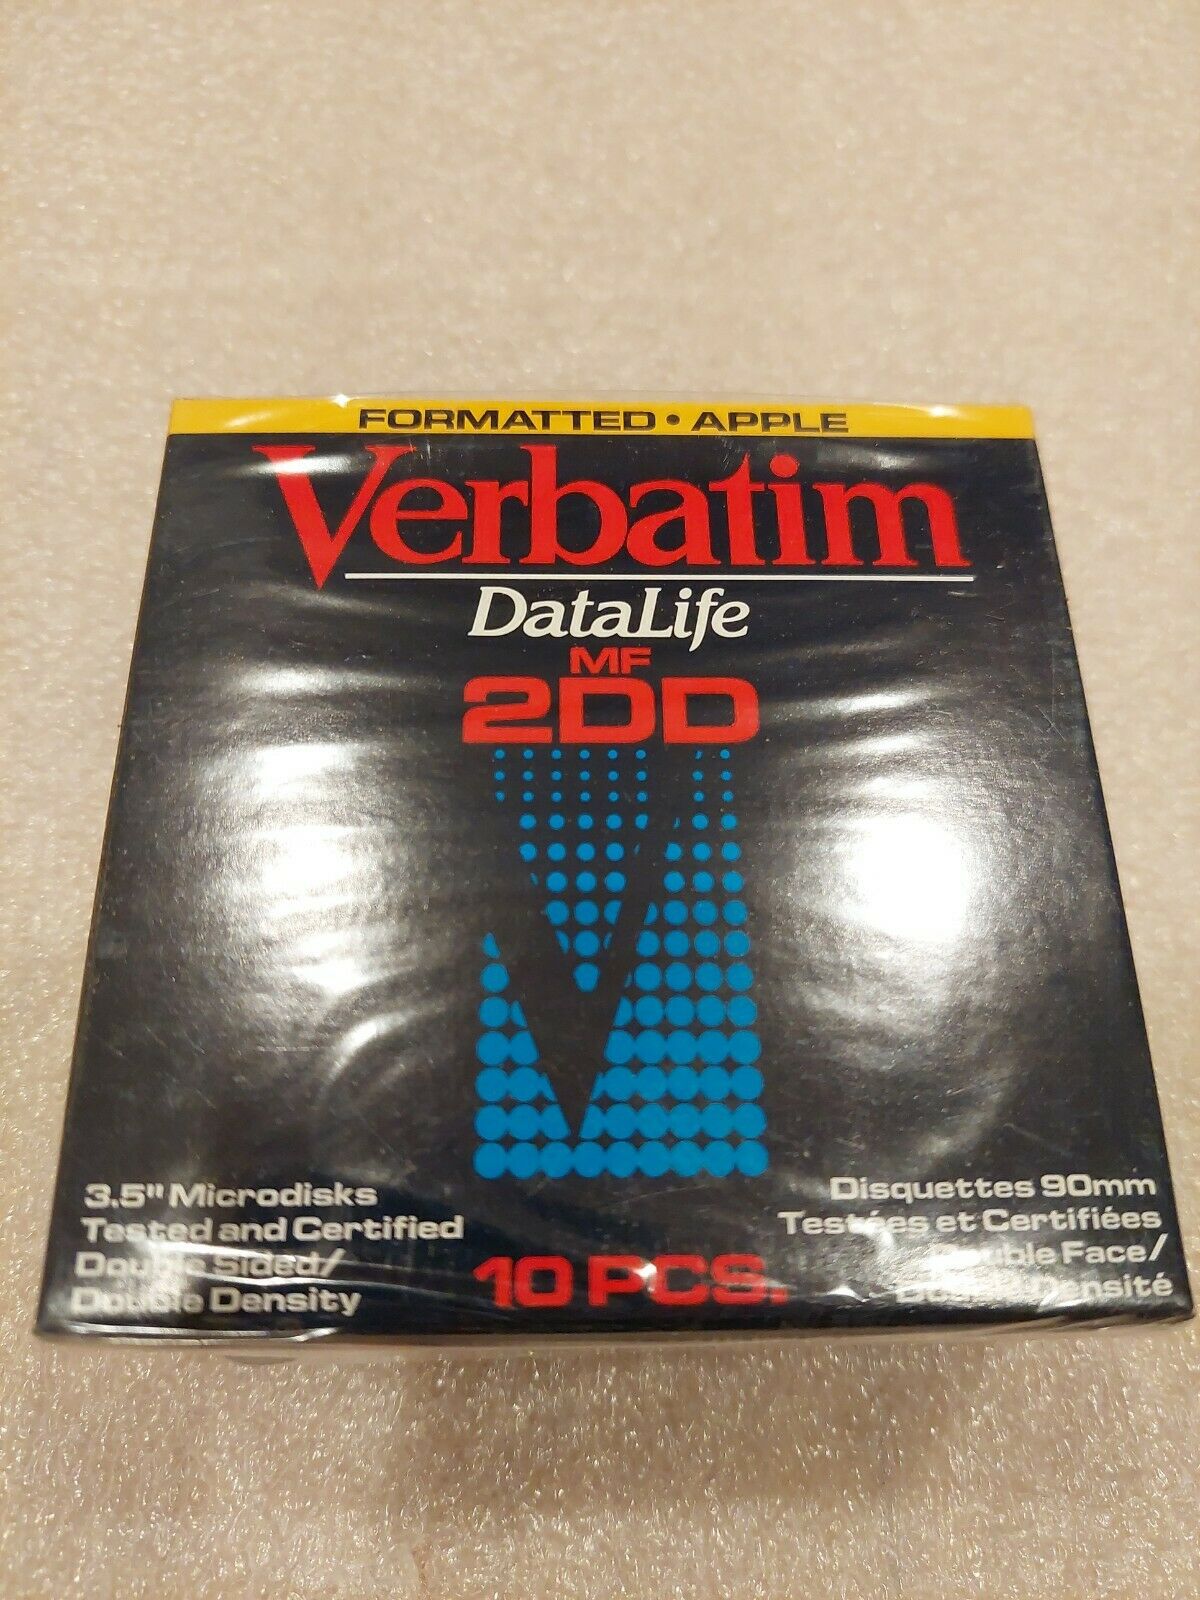 FORMATTED • APPLE
Verbatim
DataLife
MF
2DD
3.5" Microdisks
Tested and Certified
Double Sided/
Double Density
10 PCS.
Disquettes 90mm
Testées et Certifiées
Double Face/
Double Densité